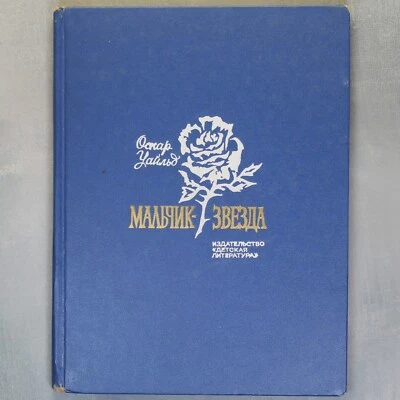 Оскар
Уайльд
МАЛЬЧИК-ЗВЕЗДА
ИЗДАТЕЛЬСТВО
«ДЕТСКАЯ
ЛИТЕРАТУРА»